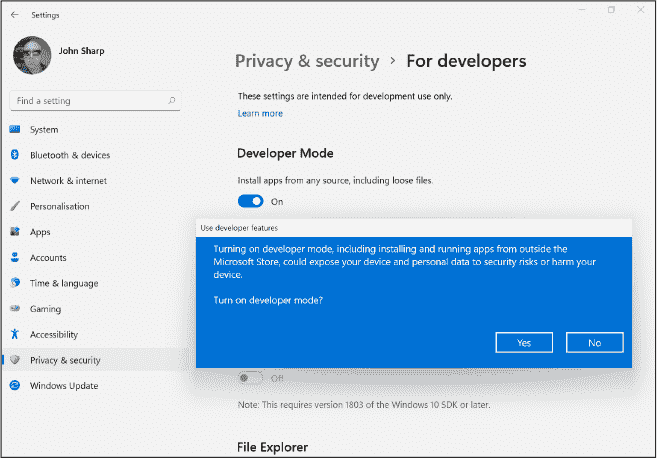 Settings
John Sharp
Find a setting
System
Bluetooth & devices
Network & internet
Personalisation
Apps
Accounts
Time & language
Gaming
Accessibility
Privacy & security
Windows Update
Privacy & security › For developers
These settings are intended for development use only.
Learn more
Developer Mode
Install apps from any source, including loose files.
On
Use developer features
Turning on developer mode, including installing and running apps from outside the
Microsoft Store, could expose your device and personal data to security risks or harm your
device.
Turn on developer mode?
Yes No
Off
Note: This requires version 1803 of the Windows 10 SDK or later.
File Explorer